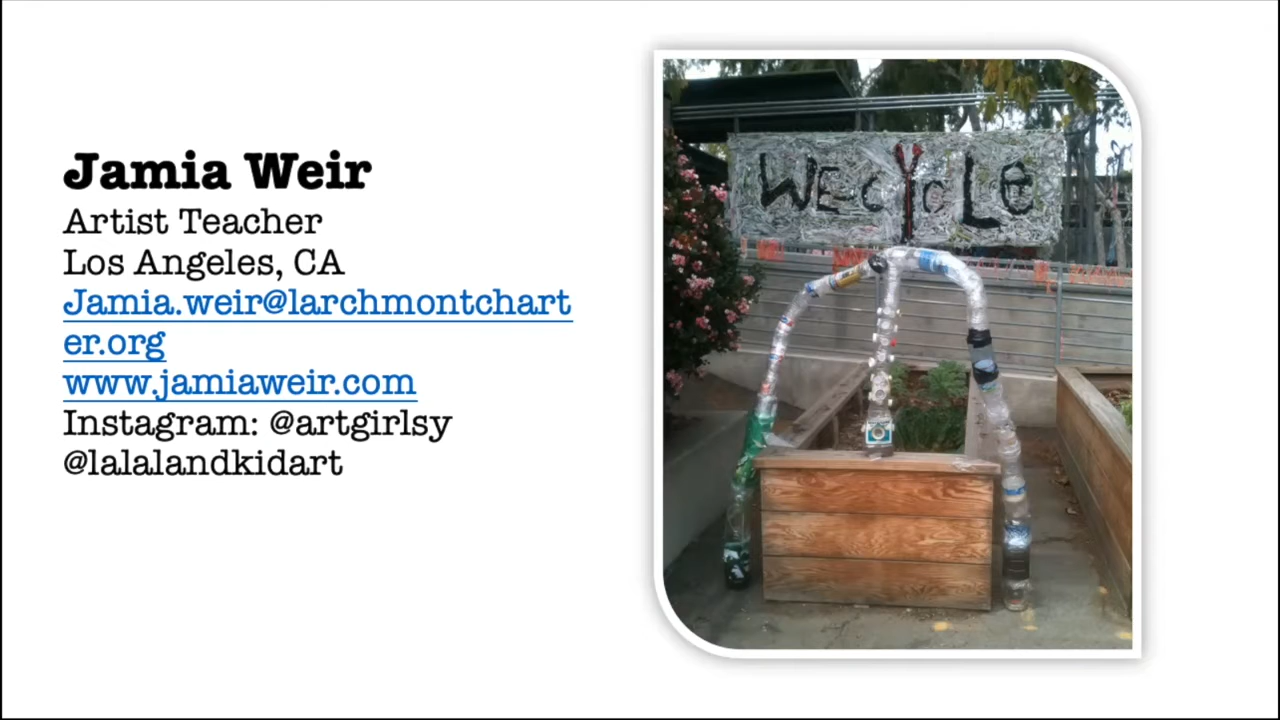 Jamia Weir
Artist Teacher
Los Angeles, CA
Jamia.weir@larchmontchart
er.org
www.jamiaweir.com
Instagram: @artgirlsy
@lalalandkidart
WECYcLe